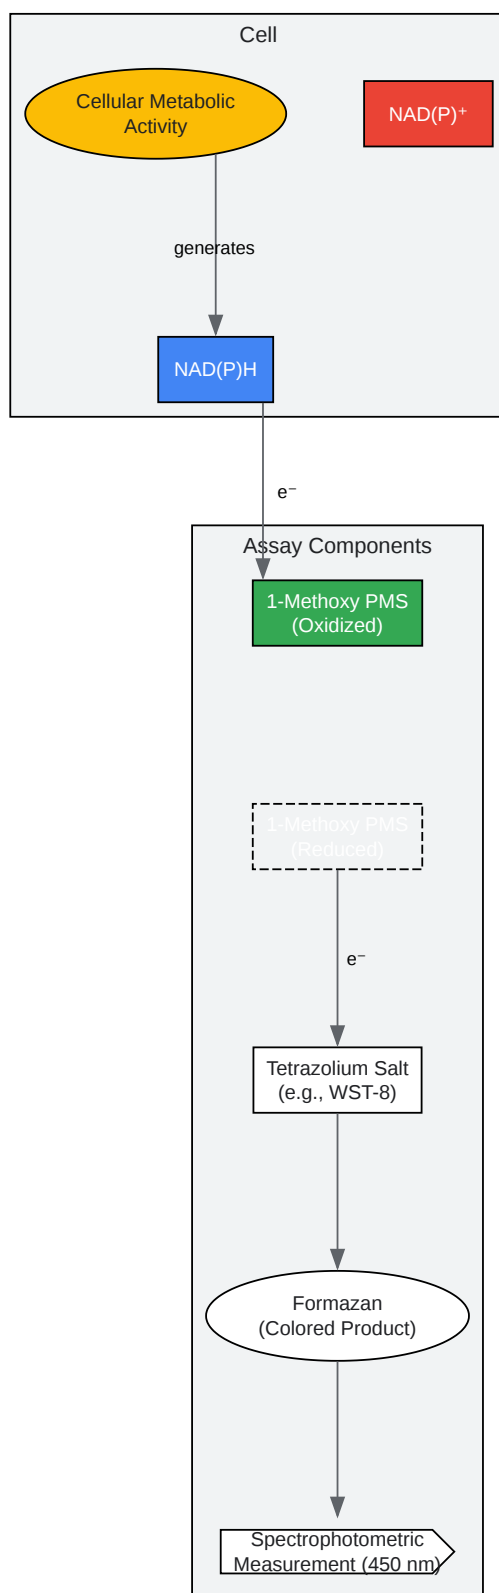 Cell
Cellular Metabolic
Activity
NAD(P)⁺
generates
NAD(P)H
e⁻
Assay Components
1-Methoxy PMS
(Oxidized)
1-Methoxy PMS
(Reduced)
e⁻
Tetrazolium Salt
(e.g., WST-8)
Formazan
(Colored Product)
Spectrophotometric
Measurement (450 nm)